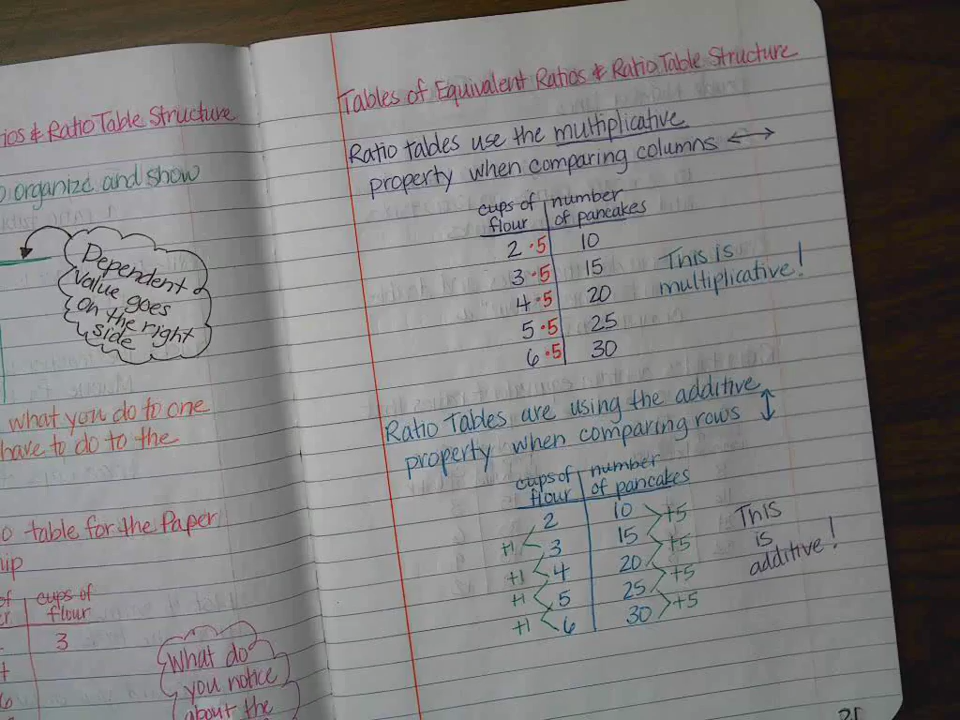 ios & Ratio Table Structure
organize and show
Dependent
value goes
on the right
side
what you do to one
have to do to the
table for the Paper
hip
of | cups of
er | flour
3
4
6
What do
you notice
about the
Tables of Equivalent Ratios & Ratio Table Structure
Ratio tables use the multiplicative
property when comparing columns ↔
cups of flour | number of pancakes
2 ·5 | 10
3 ·5 | 15
4 ·5 | 20
5 ·5 | 25
6 ·5 | 30
This is
multiplicative!
Ratio Tables are using the additive
property when comparing rows ↕
cups of flour | number of pancakes
2 | 10
+1 +5
3 | 15
+1 +5
4 | 20
+1 +5
5 | 25
+1 +5
6 | 30
This
is
additive!